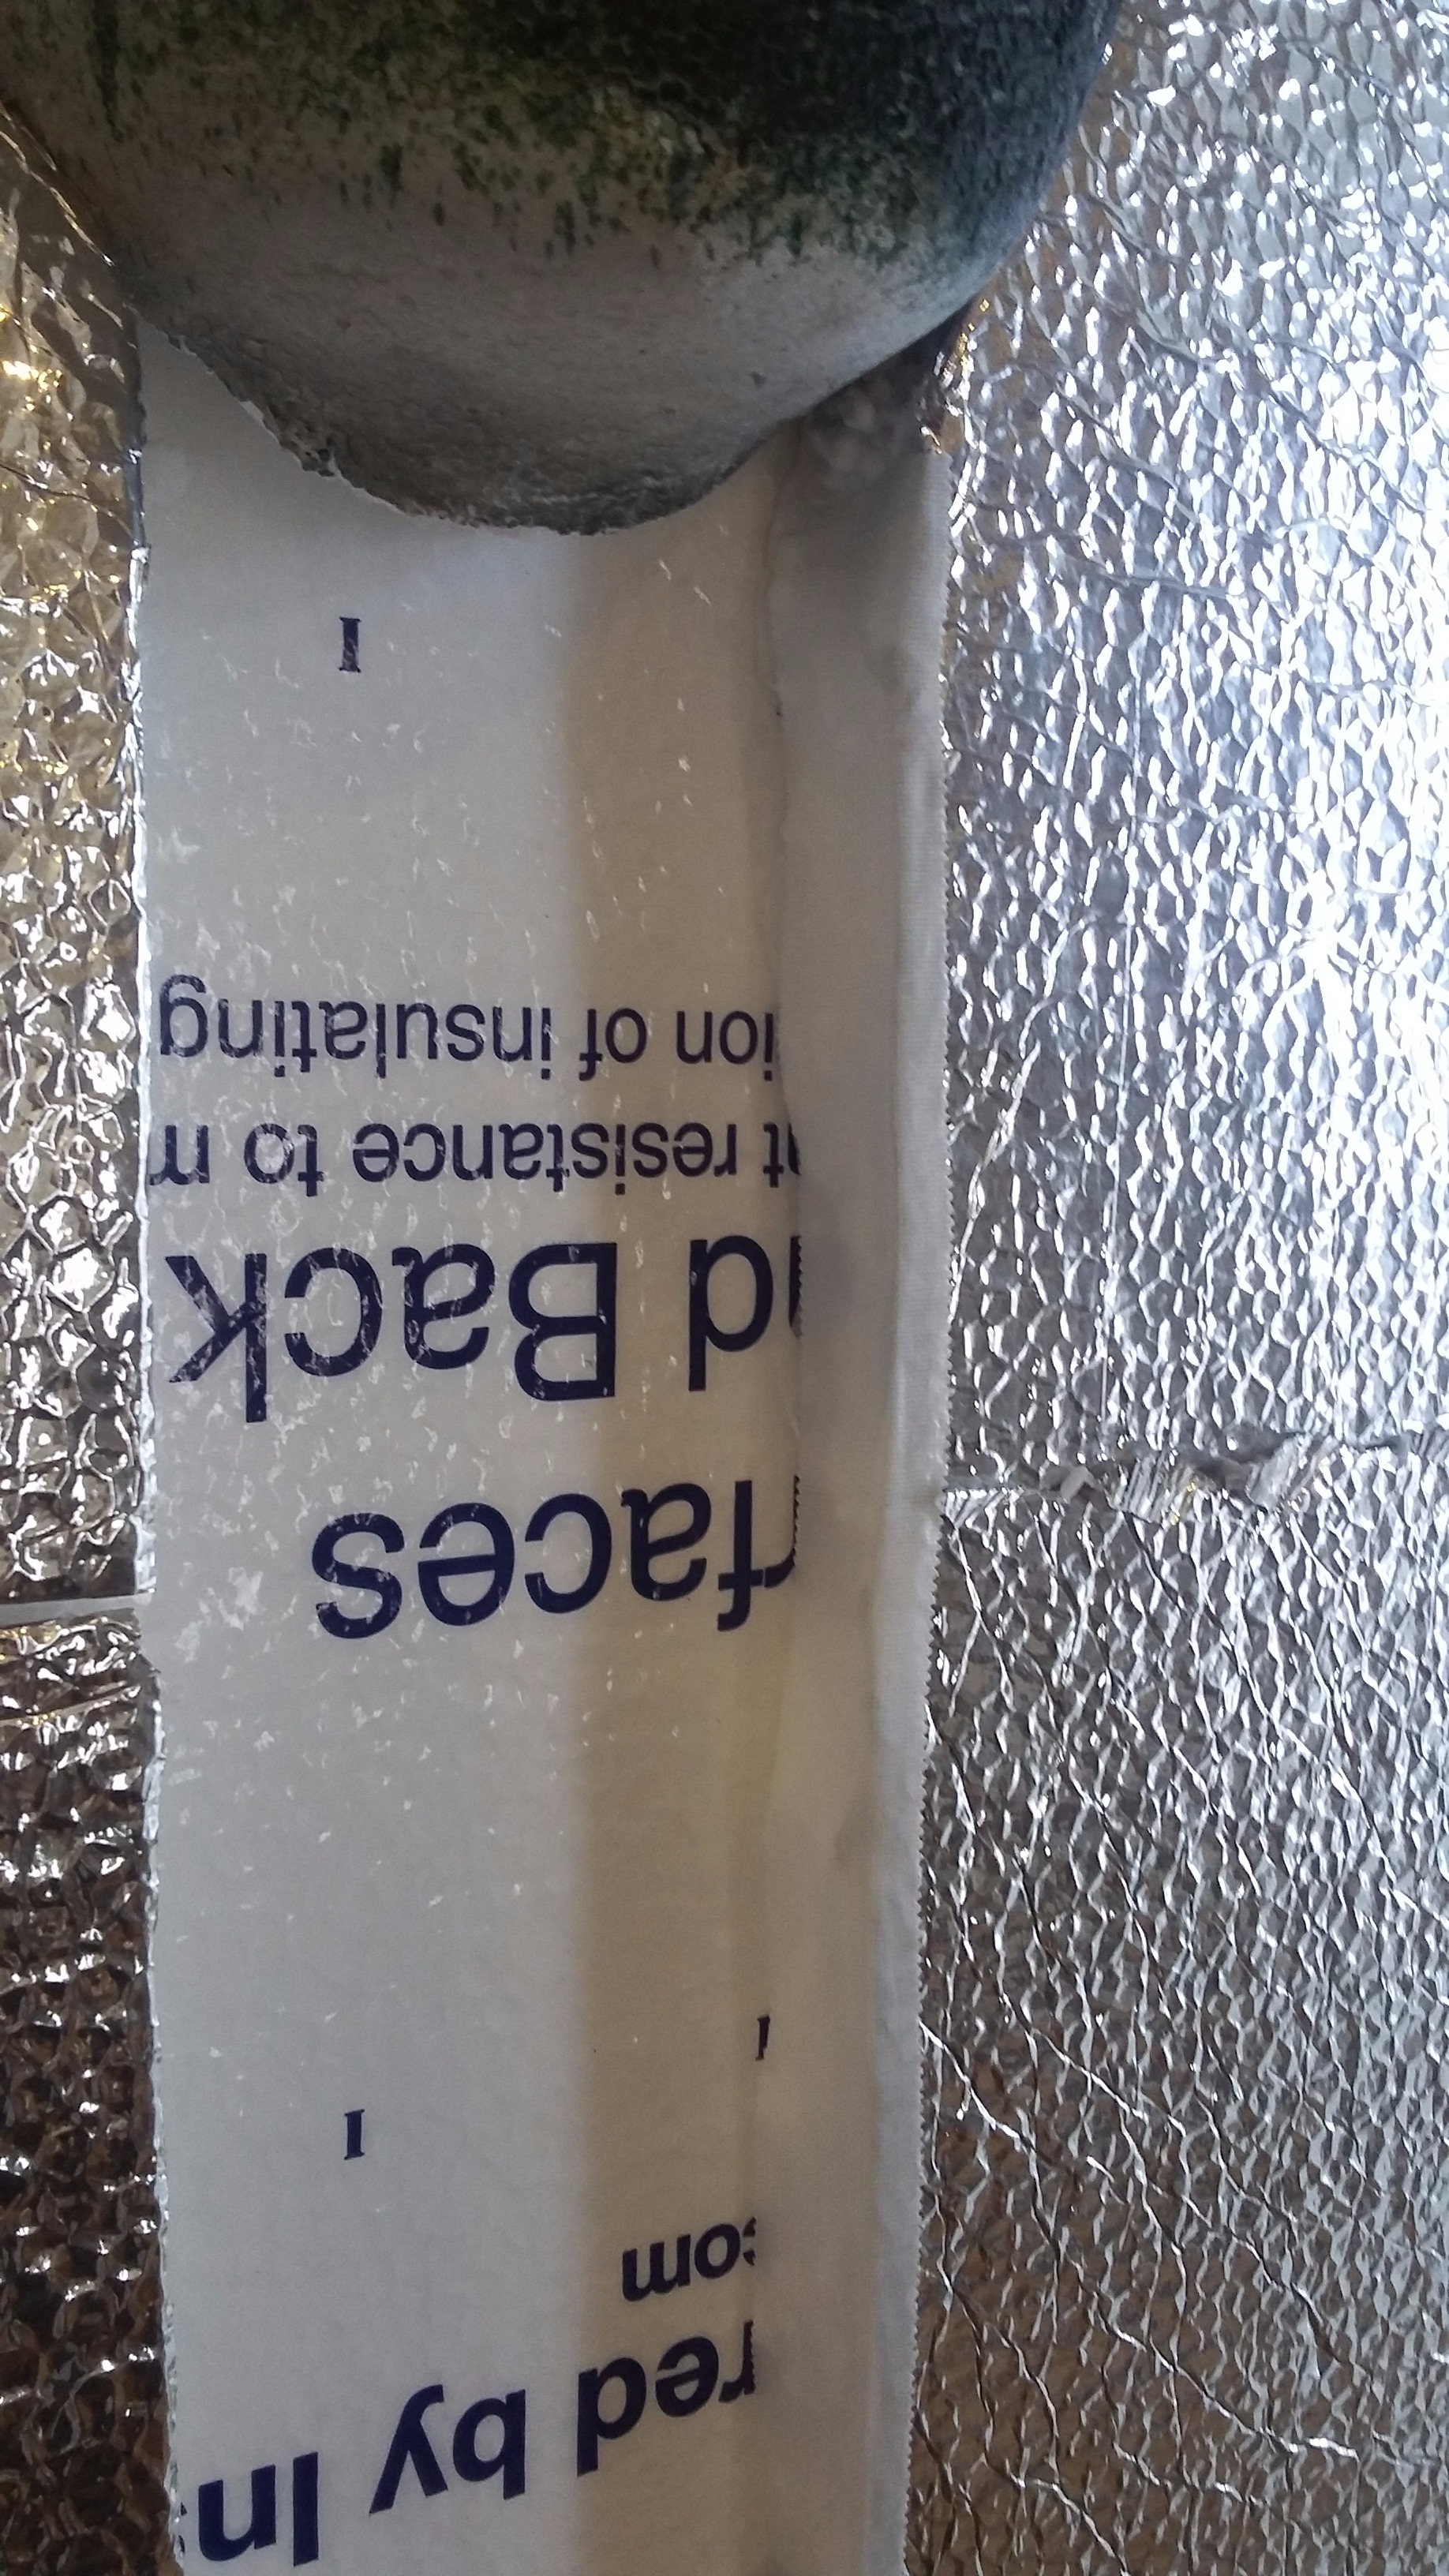 red by In
com
I
I
rfaces
d Back
t resistance to
ion of insulating
I